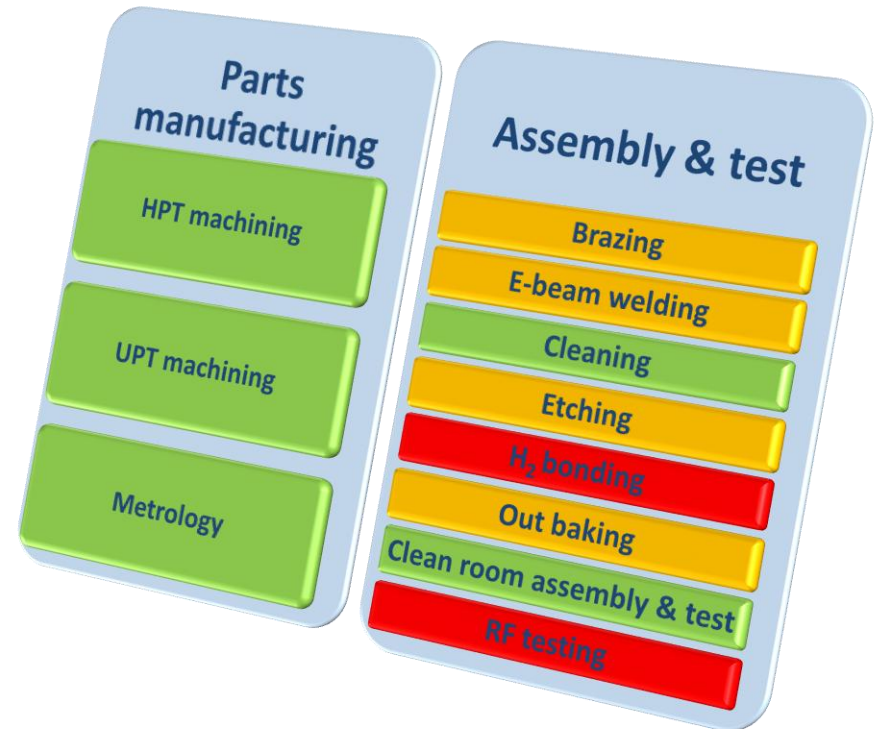 Parts
manufacturing
HPT machining
UPT machining
Metrology
Assembly & test
Brazing
E-beam welding
Cleaning
Etching
H₂ bonding
Out baking
Clean room assembly & test
RF testing